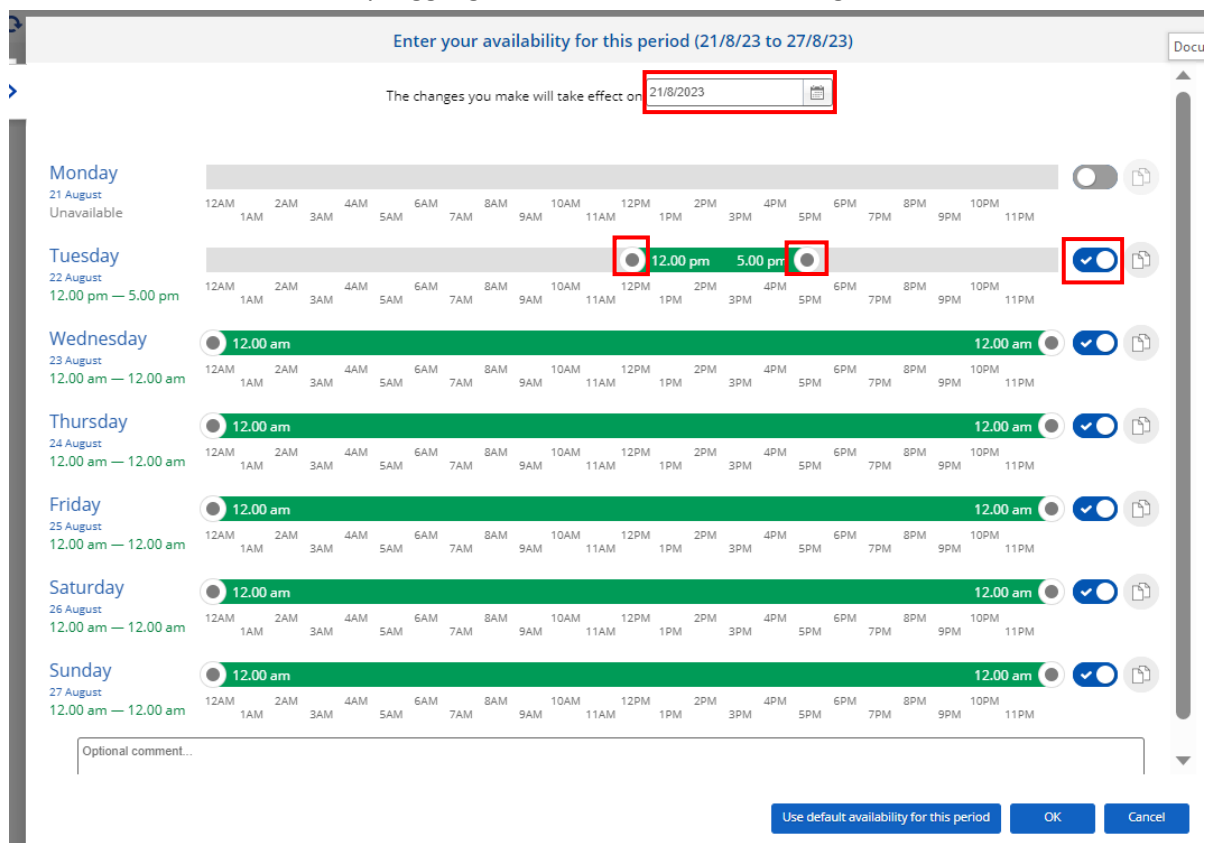 Enter your availability for this period (21/8/23 to 27/8/23)
Docu
The changes you make will take effect on 21/8/2023
Monday
21 August
Unavailable
12AM 1AM 2AM 3AM 4AM 5AM 6AM 7AM 8AM 9AM 10AM 11AM 12PM 1PM 2PM 3PM 4PM 5PM 6PM 7PM 8PM 9PM 10PM 11PM
Tuesday
22 August
12.00 pm — 5.00 pm
12.00 pm 5.00 pm
12AM 1AM 2AM 3AM 4AM 5AM 6AM 7AM 8AM 9AM 10AM 11AM 12PM 1PM 2PM 3PM 4PM 5PM 6PM 7PM 8PM 9PM 10PM 11PM
Wednesday
23 August
12.00 am — 12.00 am
12.00 am 12.00 am
12AM 1AM 2AM 3AM 4AM 5AM 6AM 7AM 8AM 9AM 10AM 11AM 12PM 1PM 2PM 3PM 4PM 5PM 6PM 7PM 8PM 9PM 10PM 11PM
Thursday
24 August
12.00 am — 12.00 am
12.00 am 12.00 am
12AM 1AM 2AM 3AM 4AM 5AM 6AM 7AM 8AM 9AM 10AM 11AM 12PM 1PM 2PM 3PM 4PM 5PM 6PM 7PM 8PM 9PM 10PM 11PM
Friday
25 August
12.00 am — 12.00 am
12.00 am 12.00 am
12AM 1AM 2AM 3AM 4AM 5AM 6AM 7AM 8AM 9AM 10AM 11AM 12PM 1PM 2PM 3PM 4PM 5PM 6PM 7PM 8PM 9PM 10PM 11PM
Saturday
26 August
12.00 am — 12.00 am
12.00 am 12.00 am
12AM 1AM 2AM 3AM 4AM 5AM 6AM 7AM 8AM 9AM 10AM 11AM 12PM 1PM 2PM 3PM 4PM 5PM 6PM 7PM 8PM 9PM 10PM 11PM
Sunday
27 August
12.00 am — 12.00 am
12.00 am 12.00 am
12AM 1AM 2AM 3AM 4AM 5AM 6AM 7AM 8AM 9AM 10AM 11AM 12PM 1PM 2PM 3PM 4PM 5PM 6PM 7PM 8PM 9PM 10PM 11PM
Optional comment...
Use default availability for this period OK Cancel